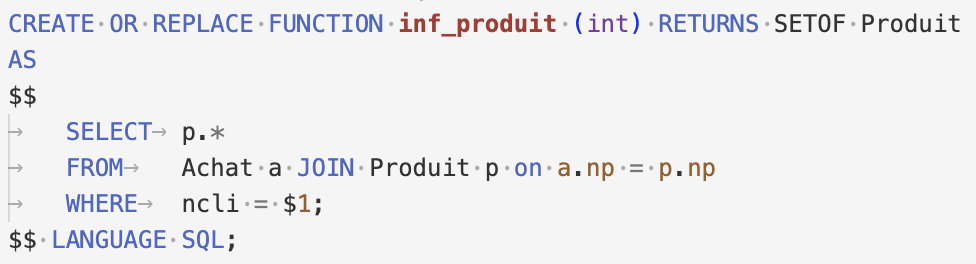 CREATE OR REPLACE FUNCTION inf_produit (int) RETURNS SETOF Produit
AS
$$
SELECT p.*
FROM Achat a JOIN Produit p on a.np = p.np
WHERE ncli = $1;
$$ LANGUAGE SQL;